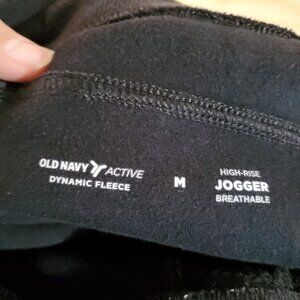 OLD NAVY ACTIVE
DYNAMIC FLEECE
M
HIGH-RISE
JOGGER
BREATHABLE